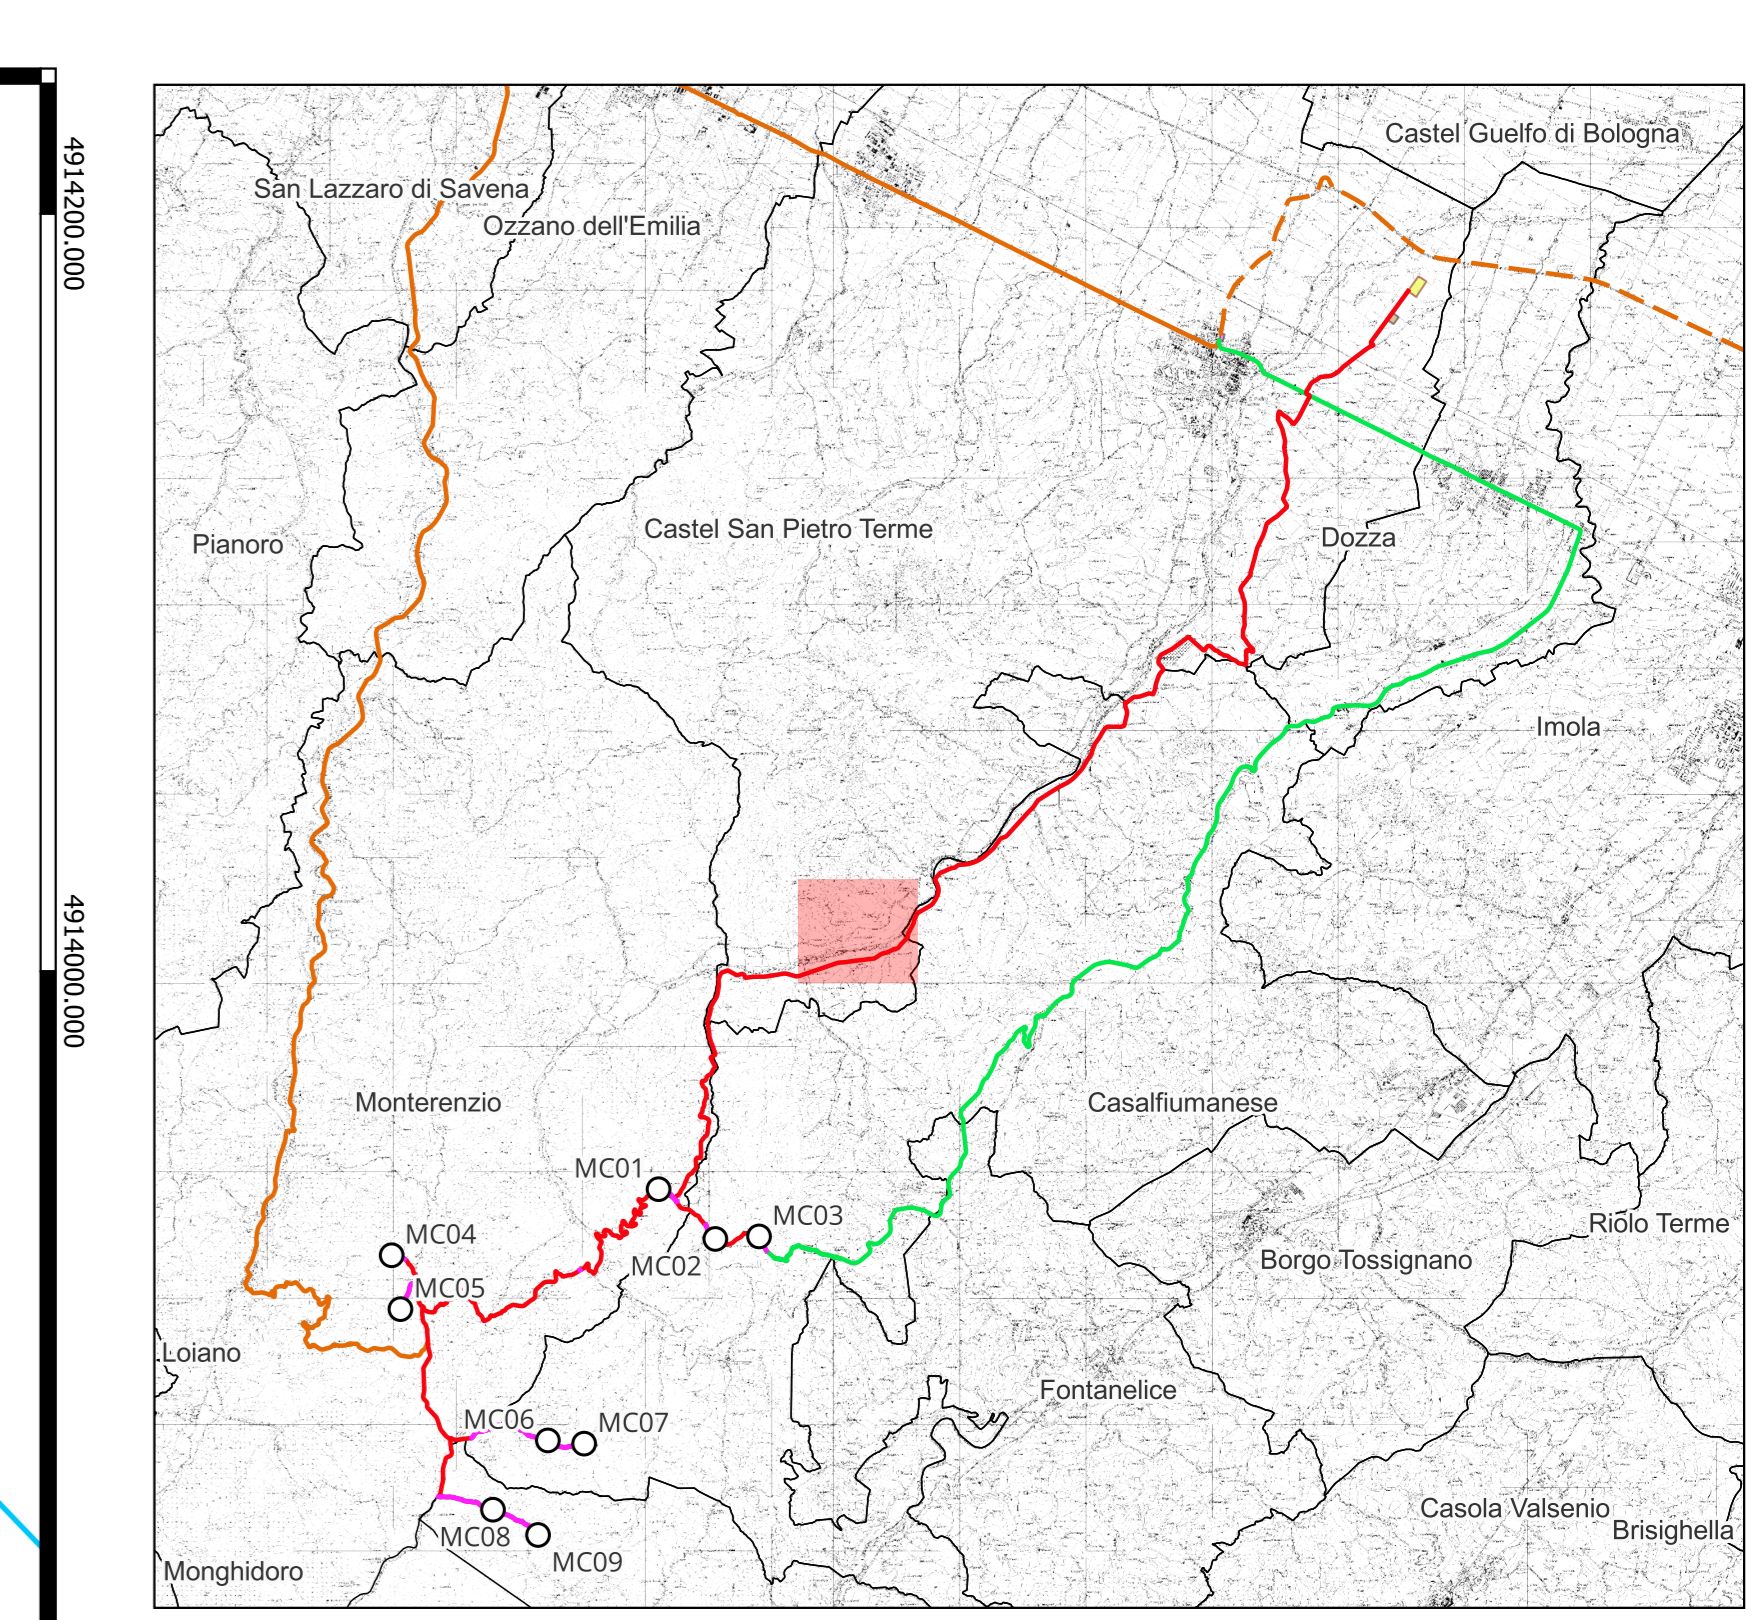 4914200.000
4914000.000
Castel Guelfo di Bologna
San Lazzaro di Savena
Ozzano dell'Emilia
Castel San Pietro Terme
Dozza
Pianoro
Imola
Monterenzio
Casalfiumanese
MC01
MC03
MC04
MC02
Riolo Terme
Borgo Tossignano
MC05
Loiano
Fontanelice
MC06
MC07
Casola Valsenio
Brisighella
MC08
MC09
Monghidoro